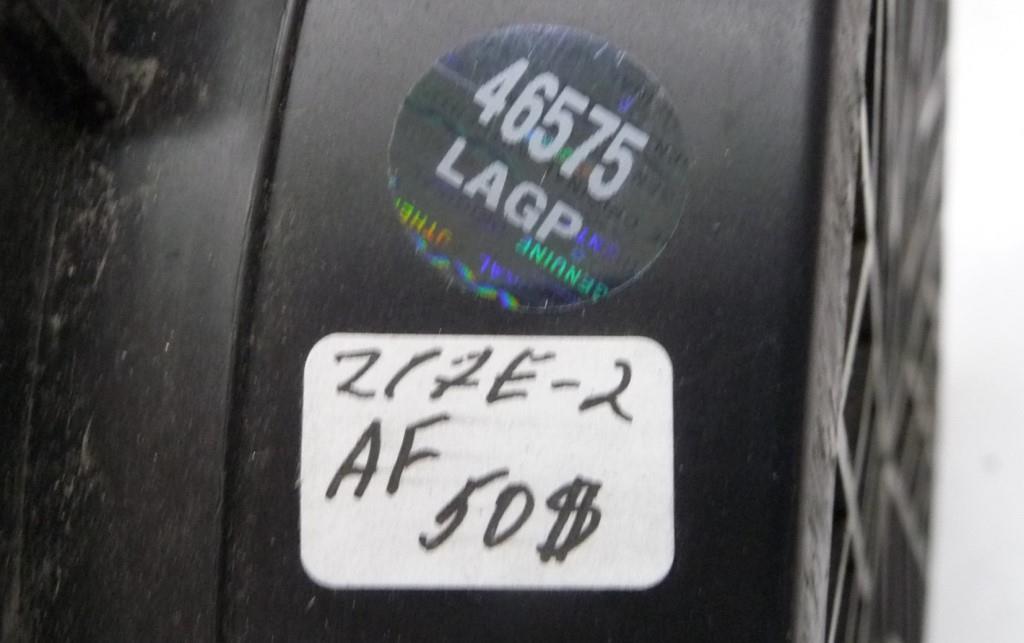 46575
LAGP
GENUINE
217E-2
AF
50$